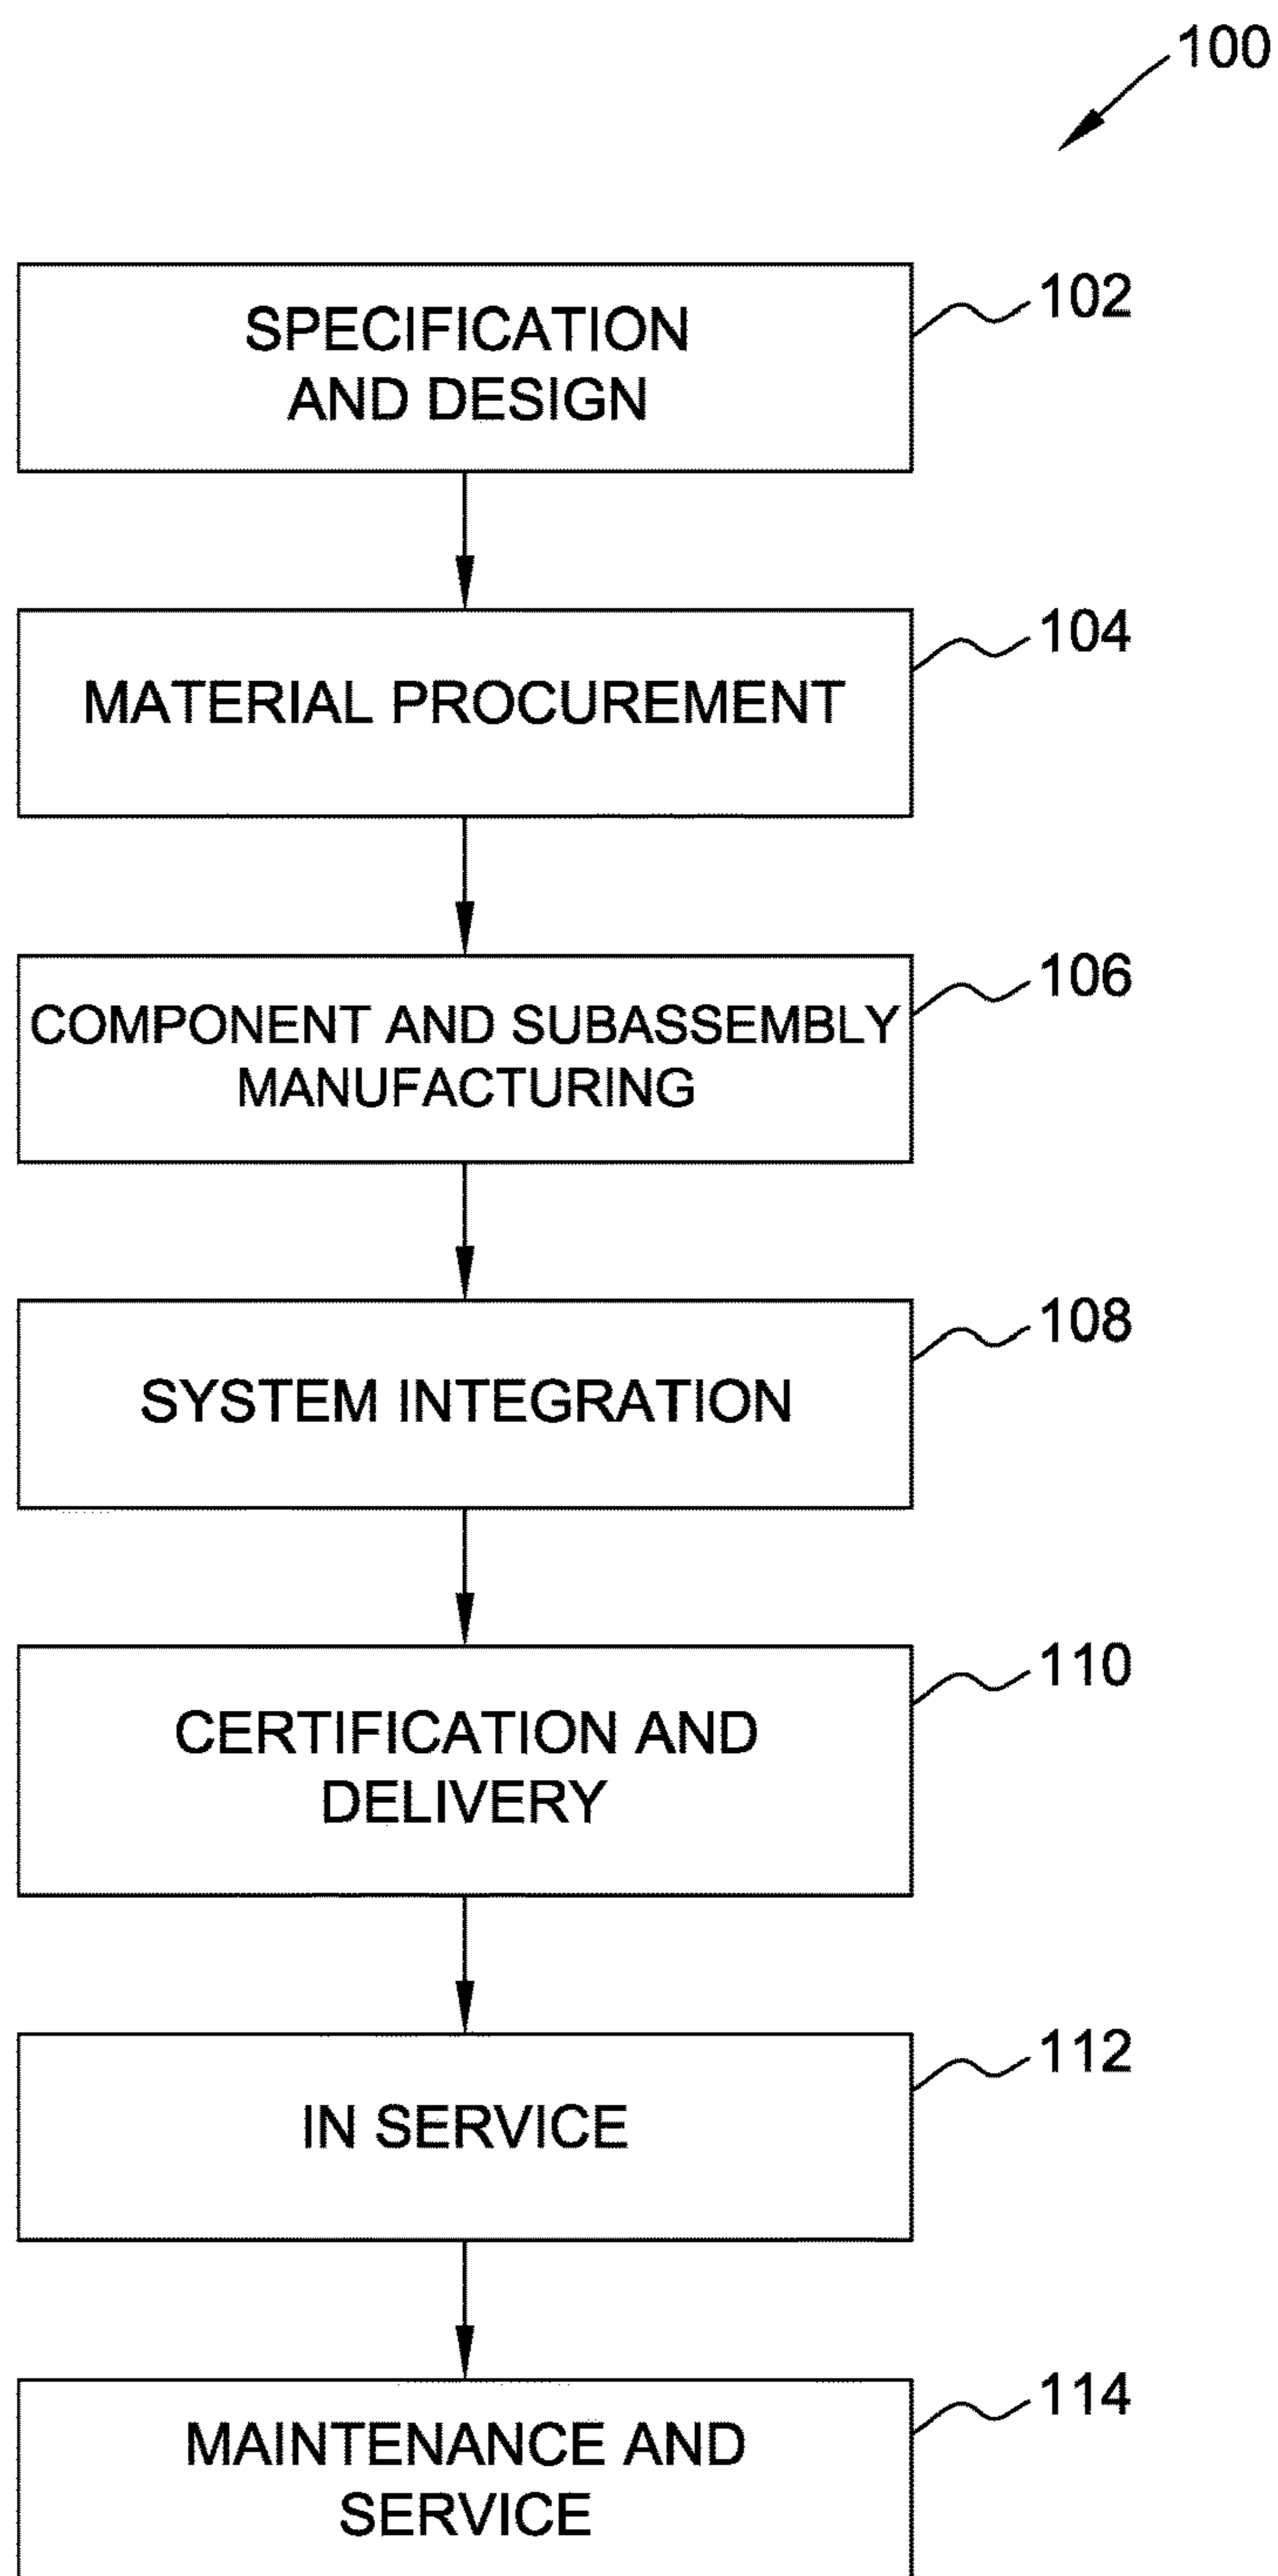 100
SPECIFICATION
AND DESIGN
102
MATERIAL PROCUREMENT
104
COMPONENT AND SUBASSEMBLY
MANUFACTURING
106
SYSTEM INTEGRATION
108
CERTIFICATION AND
DELIVERY
110
IN SERVICE
112
MAINTENANCE AND
SERVICE
114